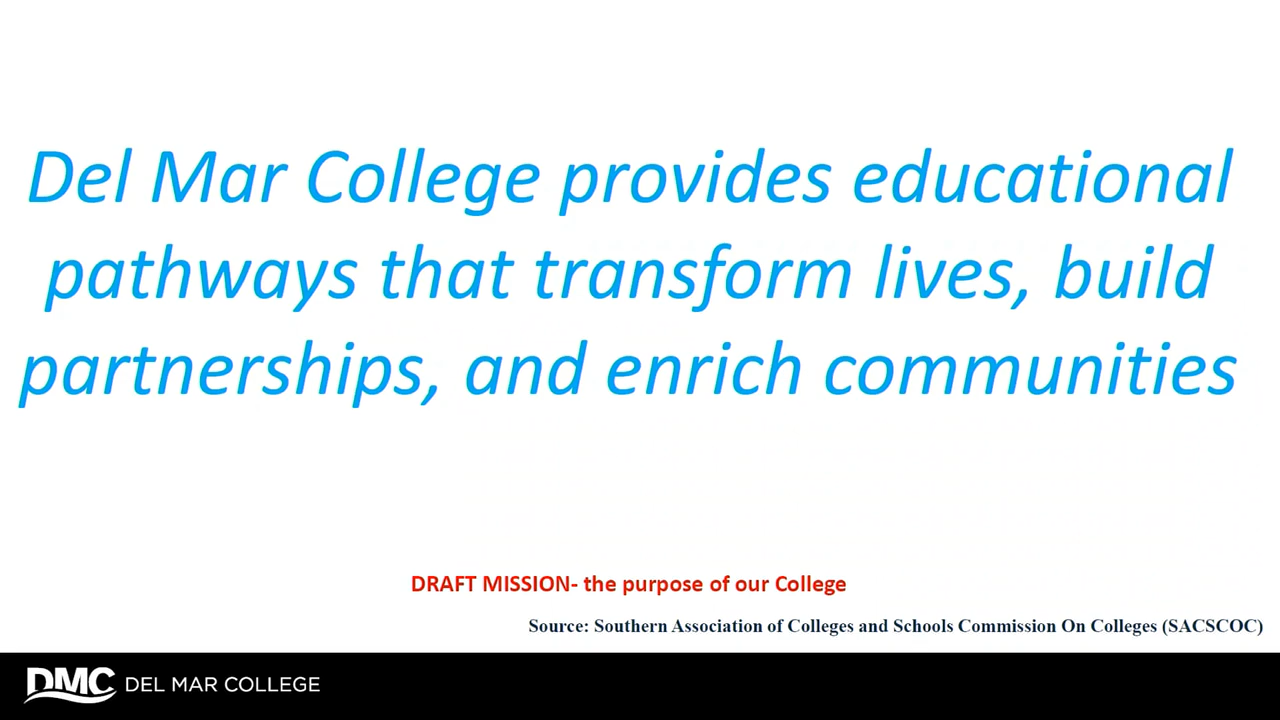 Del Mar College provides educational
pathways that transform lives, build
partnerships, and enrich communities
DRAFT MISSION- the purpose of our College
Source: Southern Association of Colleges and Schools Commission On Colleges (SACSCOC)
DMC DEL MAR COLLEGE